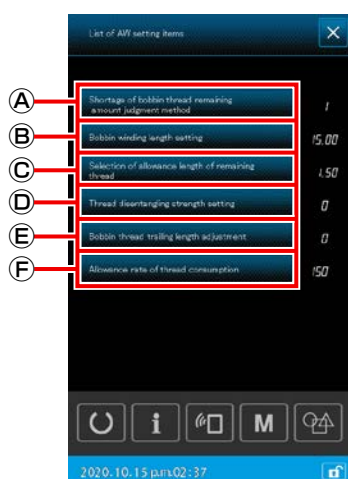 List of AW setting items
Ⓐ
Shortage of bobbin thread remaining
amount judgment method
1
Ⓑ
Bobbin winding length setting
15.00
Ⓒ
Selection of allowance length of remaining
thread
1.50
Ⓓ
Thread disentangling strength setting
0
Ⓔ
Bobbin thread trailing length adjustment
0
Ⓕ
Allowance rate of thread consumption
150
i
M
2020.10.15 p.m.02:37